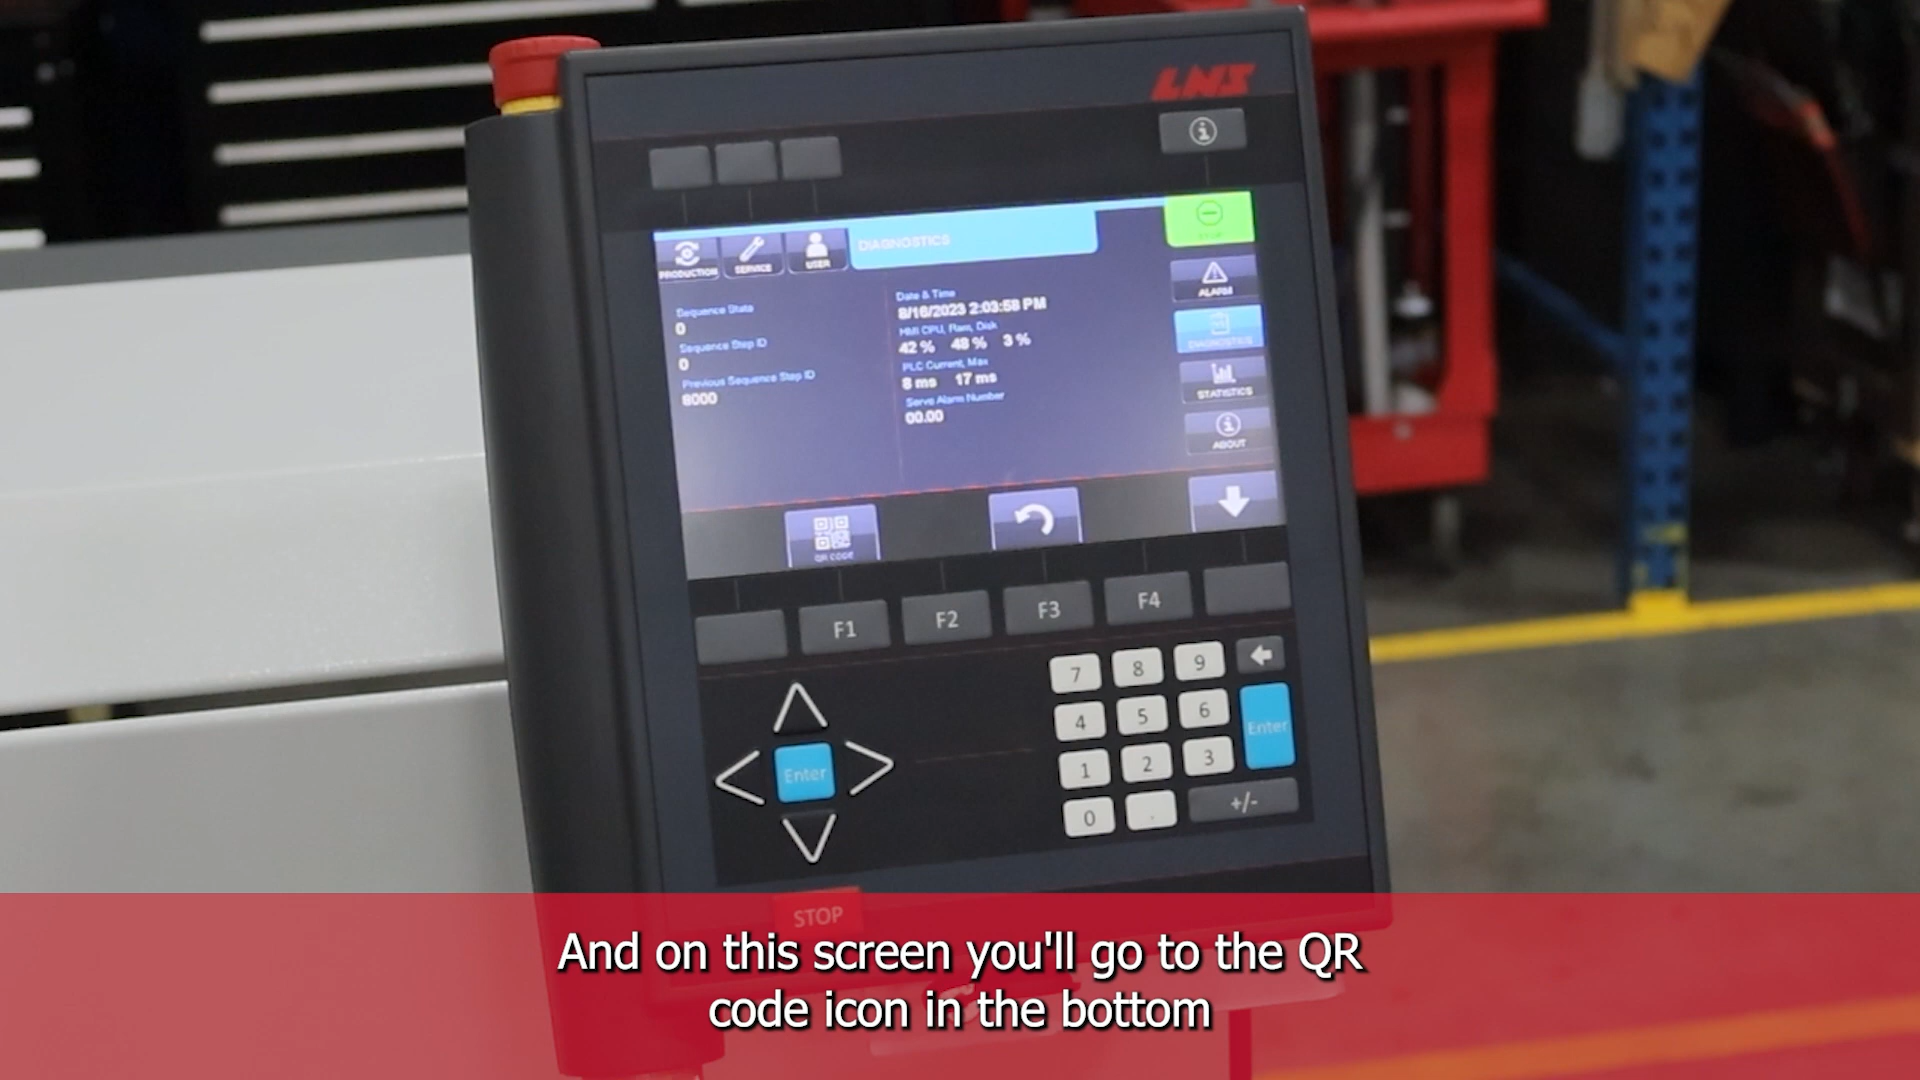 LNS
PRODUCTION
SERVICE
USER
DIAGNOSTICS
STOP
Sequence State
0
Sequence Step ID
0
Previous Sequence Step ID
8000
Date & Time
8/16/2023 2:03:58 PM
HMI CPU, Ram, Disk
42 % 48 % 3 %
PLC Current, Max
8 ms 17 ms
Servo Alarm Number
00.00
ALARM
DIAGNOSTICS
STATISTICS
ABOUT
QR CODE
F1 F2 F3 F4
7 8 9
4 5 6
Enter
1 2 3
0 . +/-
Enter
STOP
And on this screen you'll go to the QR
code icon in the bottom